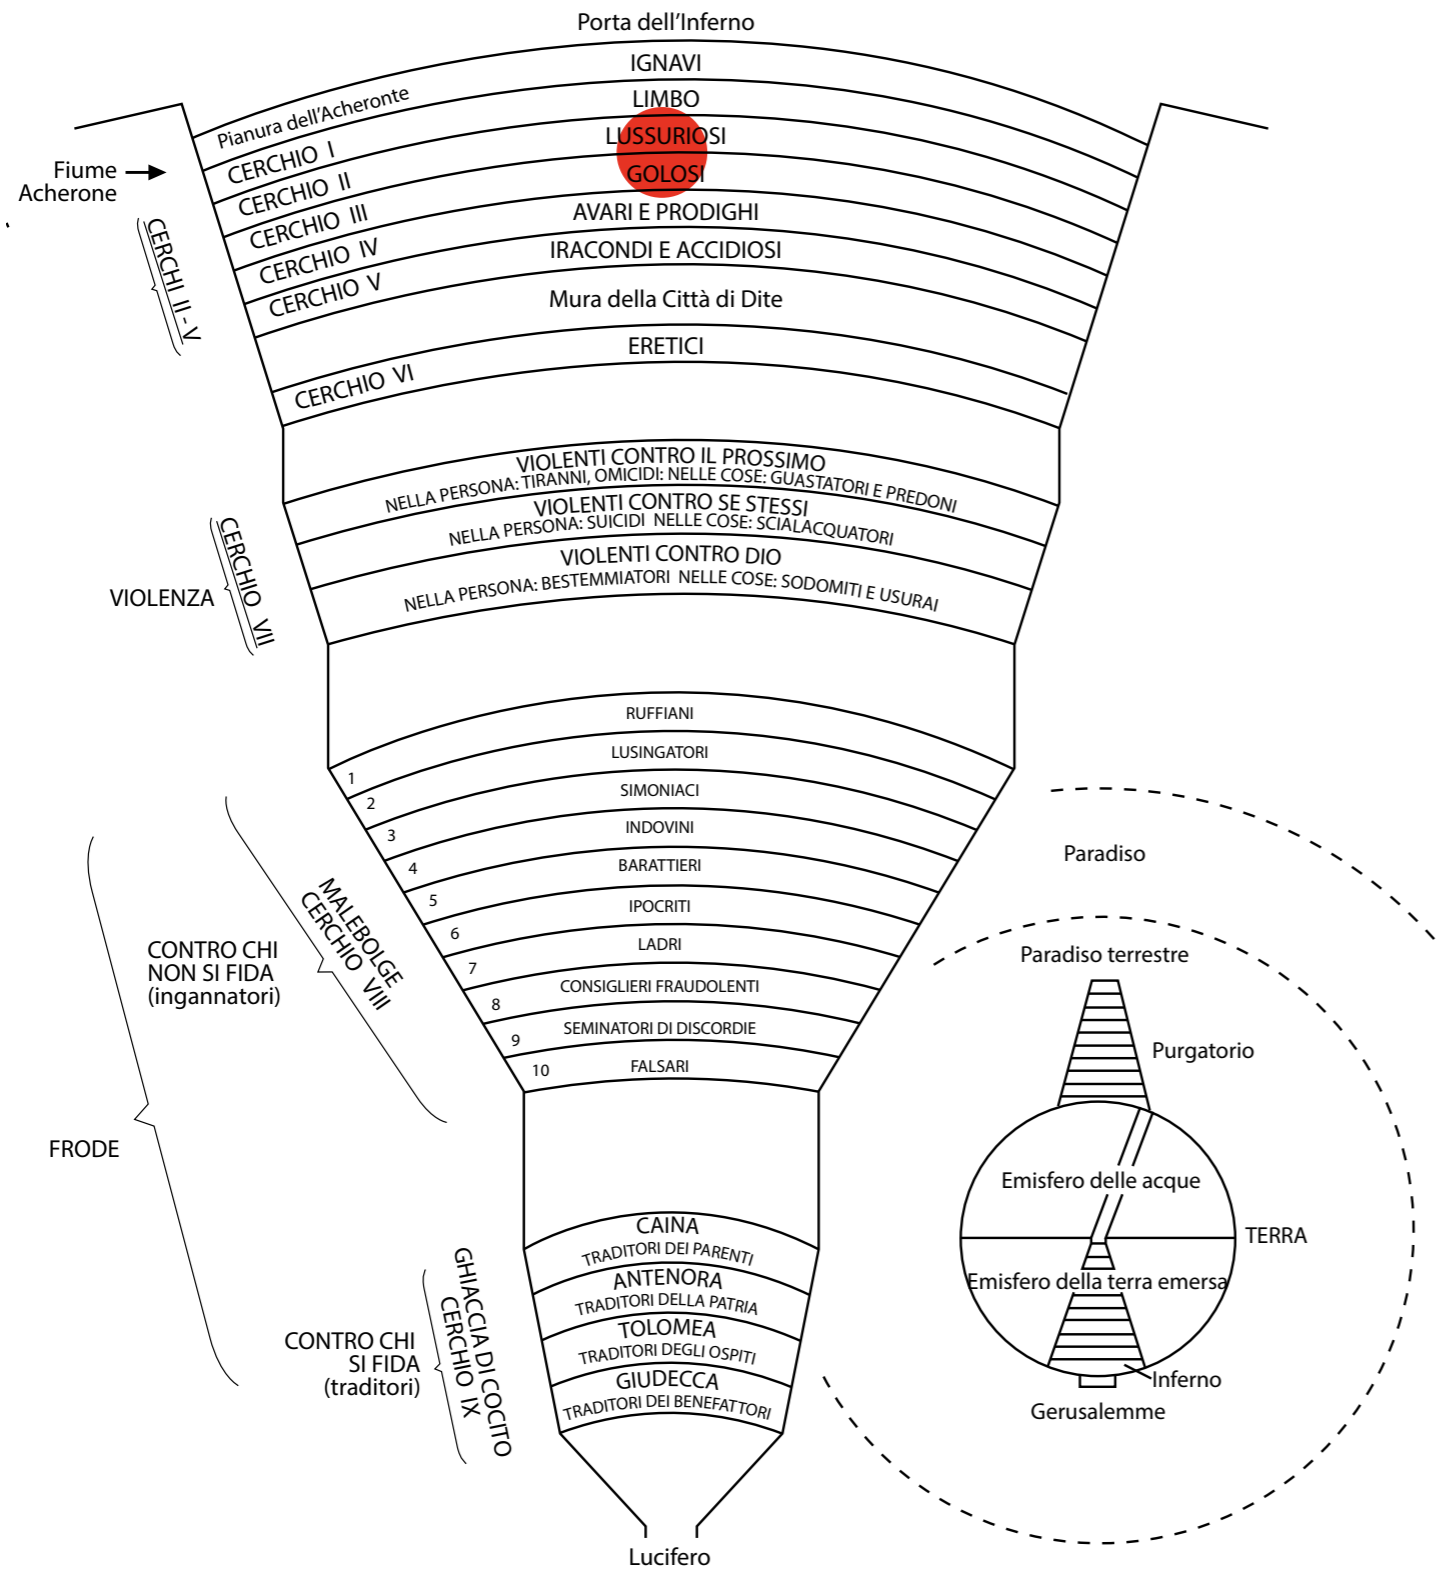 Porta dell'Inferno
IGNAVI
Pianura dell'Acheronte
LIMBO
CERCHIO I
LUSSURIOSI
CERCHIO II
GOLOSI
CERCHIO III
AVARI E PRODIGHI
CERCHIO IV
IRACONDI E ACCIDIOSI
CERCHIO V
Fiume
Acherone
CERCHI II - V
Mura della Città di Dite
ERETICI
CERCHIO VI
VIOLENTI CONTRO IL PROSSIMO
NELLA PERSONA: TIRANNI, OMICIDI: NELLE COSE: GUASTATORI E PREDONI
VIOLENTI CONTRO SE STESSI
NELLA PERSONA: SUICIDI NELLE COSE: SCIALACQUATORI
VIOLENTI CONTRO DIO
NELLA PERSONA: BESTEMMIATORI NELLE COSE: SODOMITI E USURAI
VIOLENZA
CERCHIO VII
RUFFIANI
1
LUSINGATORI
2
SIMONIACI
3
INDOVINI
4
BARATTIERI
5
IPOCRITI
6
LADRI
7
CONSIGLIERI FRAUDOLENTI
8
SEMINATORI DI DISCORDIE
9
FALSARI
10
MALEBOLGE
CERCHIO VIII
CONTRO CHI
NON SI FIDA
(ingannatori)
FRODE
CAINA
TRADITORI DEI PARENTI
ANTENORA
TRADITORI DELLA PATRIA
TOLOMEA
TRADITORI DEGLI OSPITI
GIUDECCA
TRADITORI DEI BENEFATTORI
GHIACCIA DI COCITO
CERCHIO IX
CONTRO CHI
SI FIDA
(traditori)
Lucifero
Paradiso
Paradiso terrestre
Purgatorio
Emisfero delle acque
TERRA
Emisfero della terra emersa
Inferno
Gerusalemme